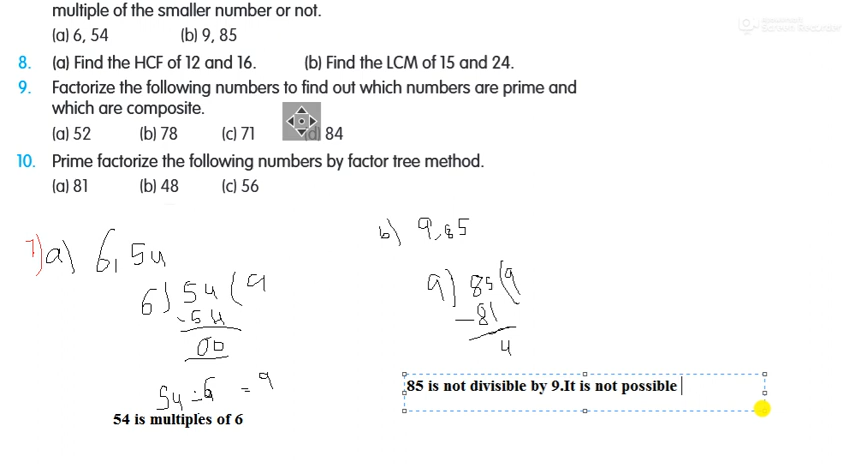 multiple of the smaller number or not.
(a) 6, 54 (b) 9, 85
8. (a) Find the HCF of 12 and 16. (b) Find the LCM of 15 and 24.
9. Factorize the following numbers to find out which numbers are prime and
which are composite.
(a) 52 (b) 78 (c) 71 (d) 84
10. Prime factorize the following numbers by factor tree method.
(a) 81 (b) 48 (c) 56
7) a) 6, 54
6 ) 54 ( 9
- 54
00
54 ÷ 6 = 9
54 is multiples of 6
b) 9, 85
9 ) 85 ( 9
- 81
4
85 is not divisible by 9.It is not possible